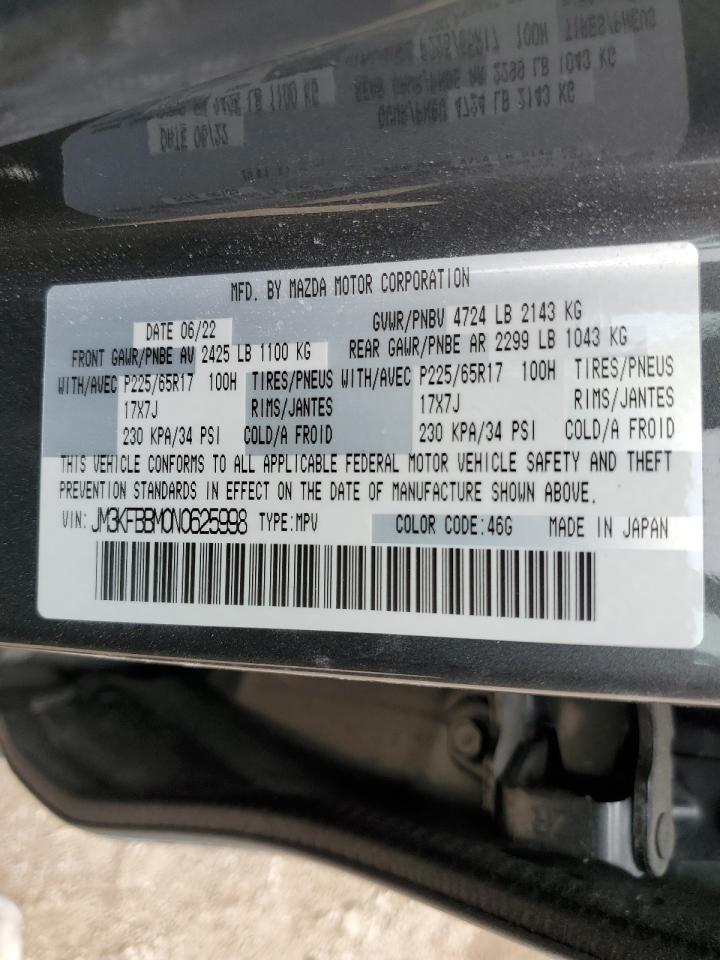 MFD. BY MAZDA MOTOR CORPORATION
DATE 06/22 GVWR/PNBV 4724 LB 2143 KG
FRONT GAWR/PNBE AV 2425 LB 1100 KG REAR GAWR/PNBE AR 2299 LB 1043 KG
WITH/AVEC P225/65R17 100H TIRES/PNEUS WITH/AVEC P225/65R17 100H TIRES/PNEUS
17X7J RIMS/JANTES 17X7J RIMS/JANTES
230 KPA/34 PSI COLD/A FROID 230 KPA/34 PSI COLD/A FROID
THIS VEHICLE CONFORMS TO ALL APPLICABLE FEDERAL MOTOR VEHICLE SAFETY AND THEFT
PREVENTION STANDARDS IN EFFECT ON THE DATE OF MANUFACTURE SHOWN ABOVE.
VIN: JM3KFBBM0N0625998 TYPE:MPV COLOR CODE:46G MADE IN JAPAN